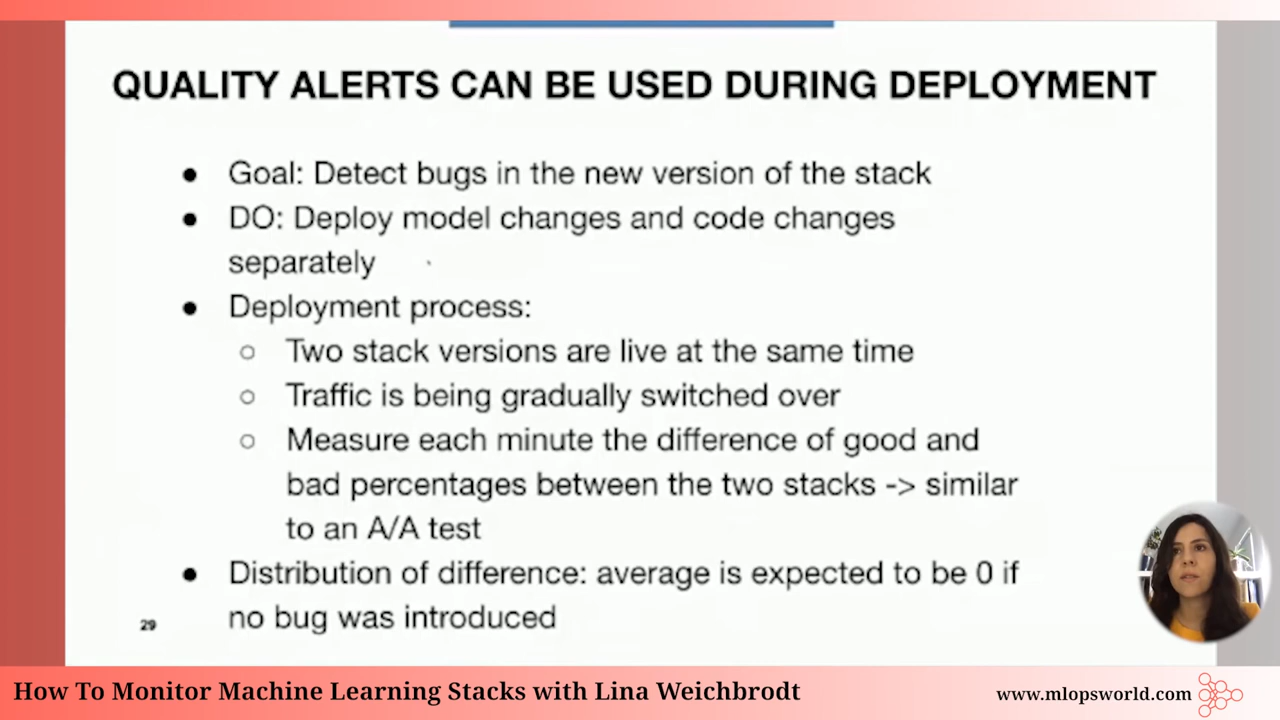 QUALITY ALERTS CAN BE USED DURING DEPLOYMENT
● Goal: Detect bugs in the new version of the stack
● DO: Deploy model changes and code changes
separately
● Deployment process:
○ Two stack versions are live at the same time
○ Traffic is being gradually switched over
○ Measure each minute the difference of good and
bad percentages between the two stacks -> similar
to an A/A test
● Distribution of difference: average is expected to be 0 if
no bug was introduced
29
How To Monitor Machine Learning Stacks with Lina Weichbrodt
www.mlopsworld.com